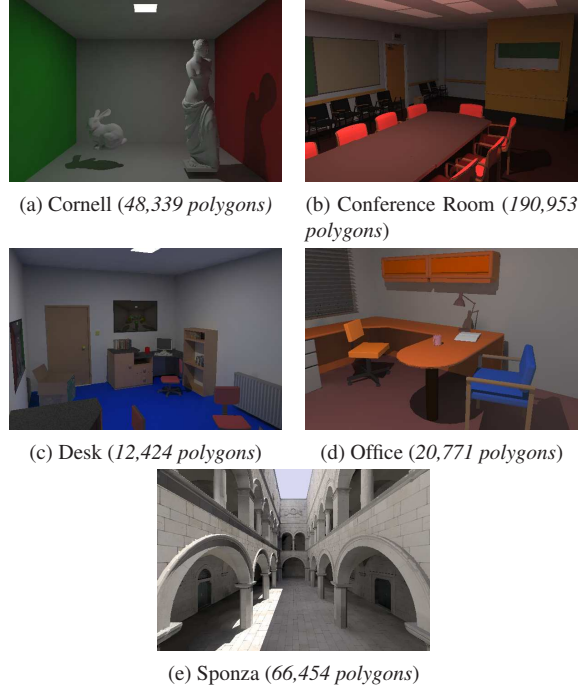 (a) Cornell (48,339 polygons)
(b) Conference Room (190,953
polygons)
(c) Desk (12,424 polygons)
(d) Office (20,771 polygons)
(e) Sponza (66,454 polygons)